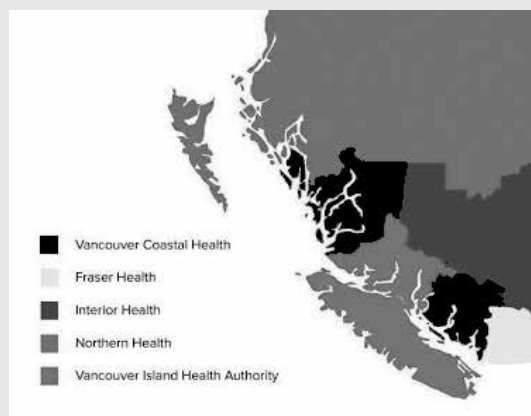 Vancouver Coastal Health
Fraser Health
Interior Health
Northern Health
Vancouver Island Health Authority